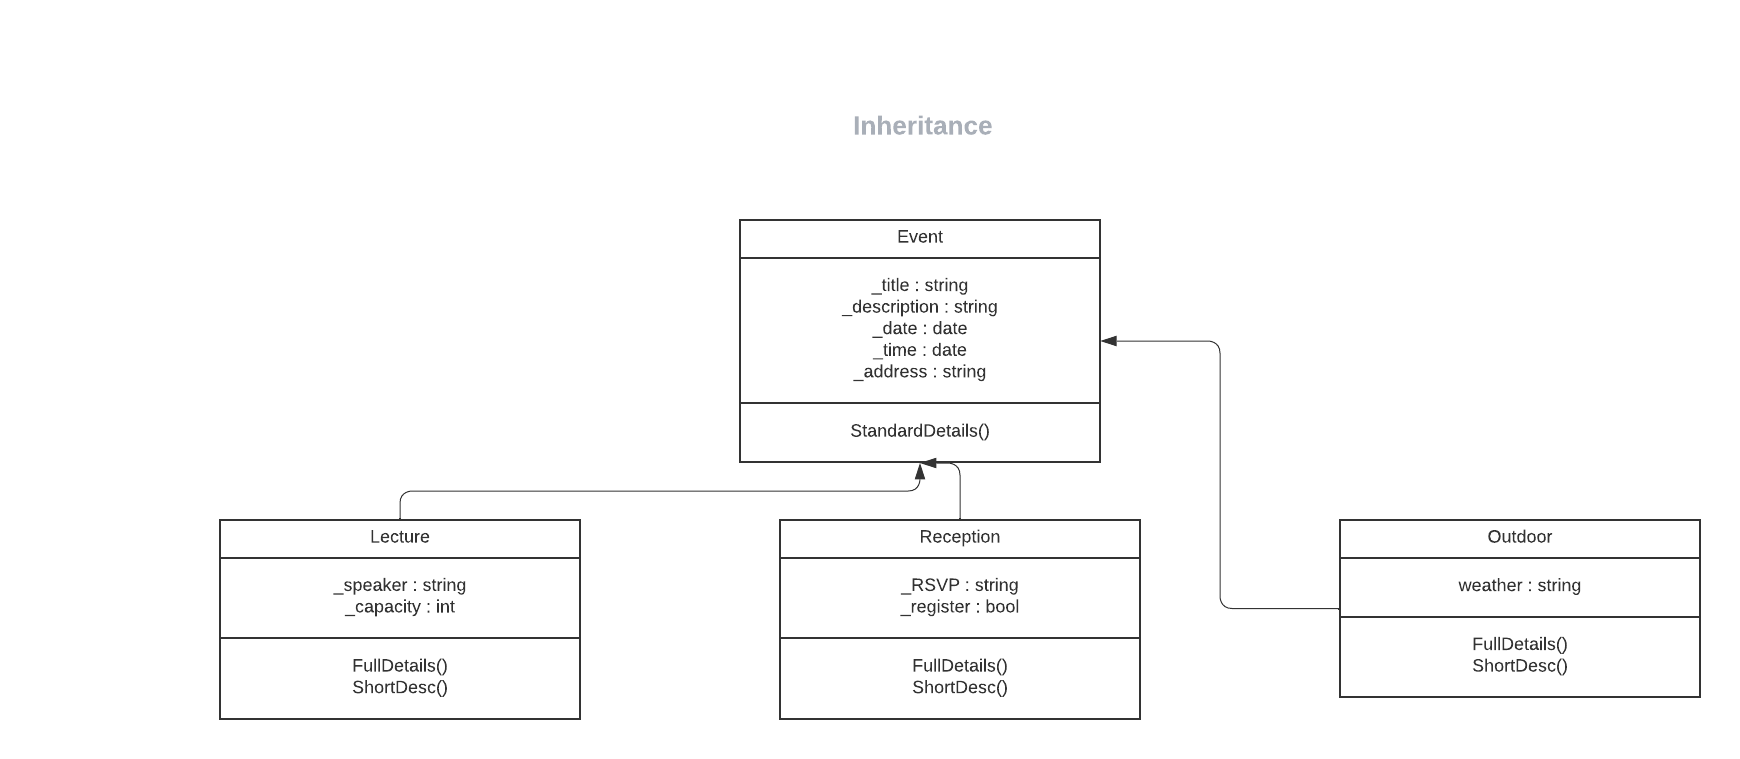 Inheritance
Event
_title : string
_description : string
_date : date
_time : date
_address : string
StandardDetails()
Lecture
_speaker : string
_capacity : int
FullDetails()
ShortDesc()
Reception
_RSVP : string
_register : bool
FullDetails()
ShortDesc()
Outdoor
weather : string
FullDetails()
ShortDesc()